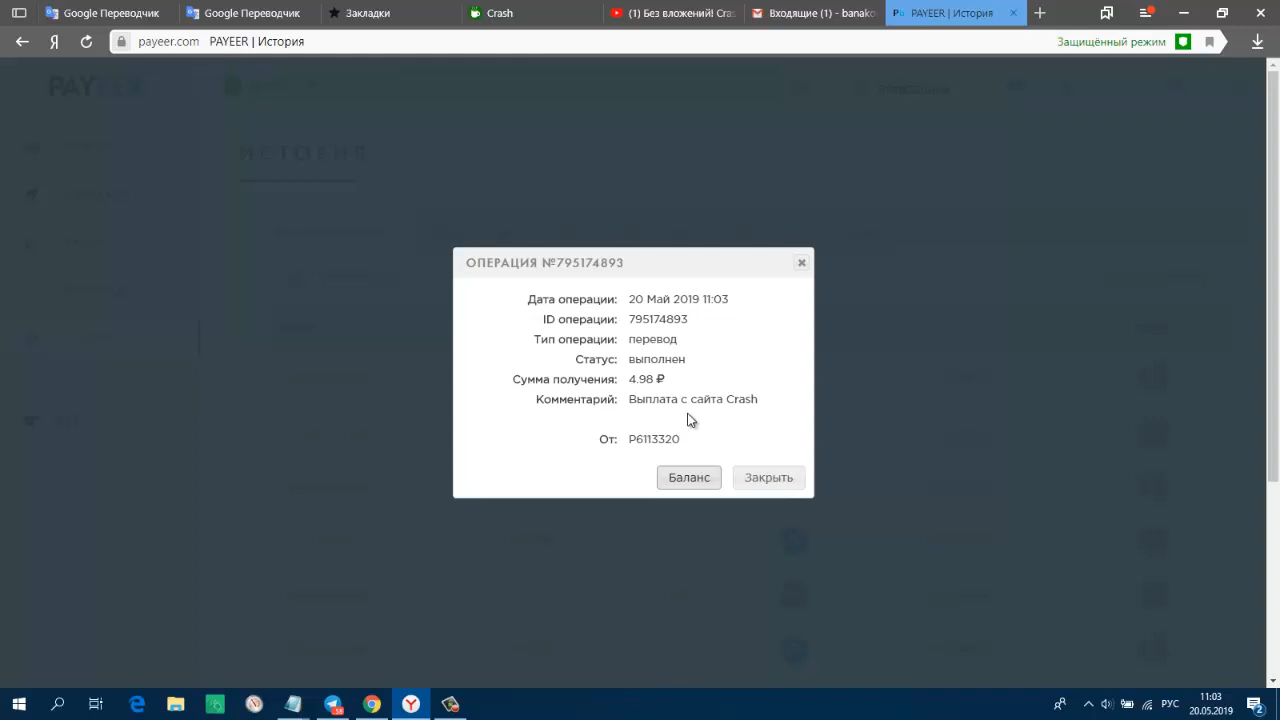 Google Переводчик
Google Переводчик
Закладки
Crash
(1) Без вложений! Cras
Входящие (1) - banako
PAYEER | История
payeer.com PAYEER | История
Защищённый режим
PAYEER
ИСТОРИЯ
ОПЕРАЦИЯ №795174893
Дата операции: 20 Май 2019 11:03
ID операции: 795174893
Тип операции: перевод
Статус: выполнен
Сумма получения: 4.98 ₽
Комментарий: Выплата с сайта Crash
От: P6113320
Баланс
Закрыть
РУС
11:03
20.05.2019